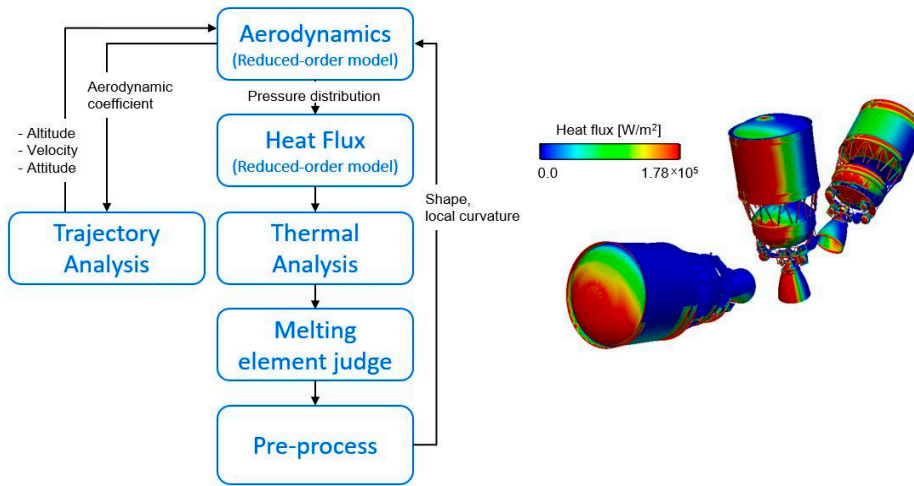 Aerodynamics
(Reduced-order model)
Aerodynamic
coefficient
Pressure distribution
- Altitude
- Velocity
- Attitude
Heat Flux
(Reduced-order model)
Shape,
local curvature
Trajectory
Analysis
Thermal
Analysis
Melting
element judge
Pre-process
Heat flux [W/m²]
0.0 1.78 ×10⁵